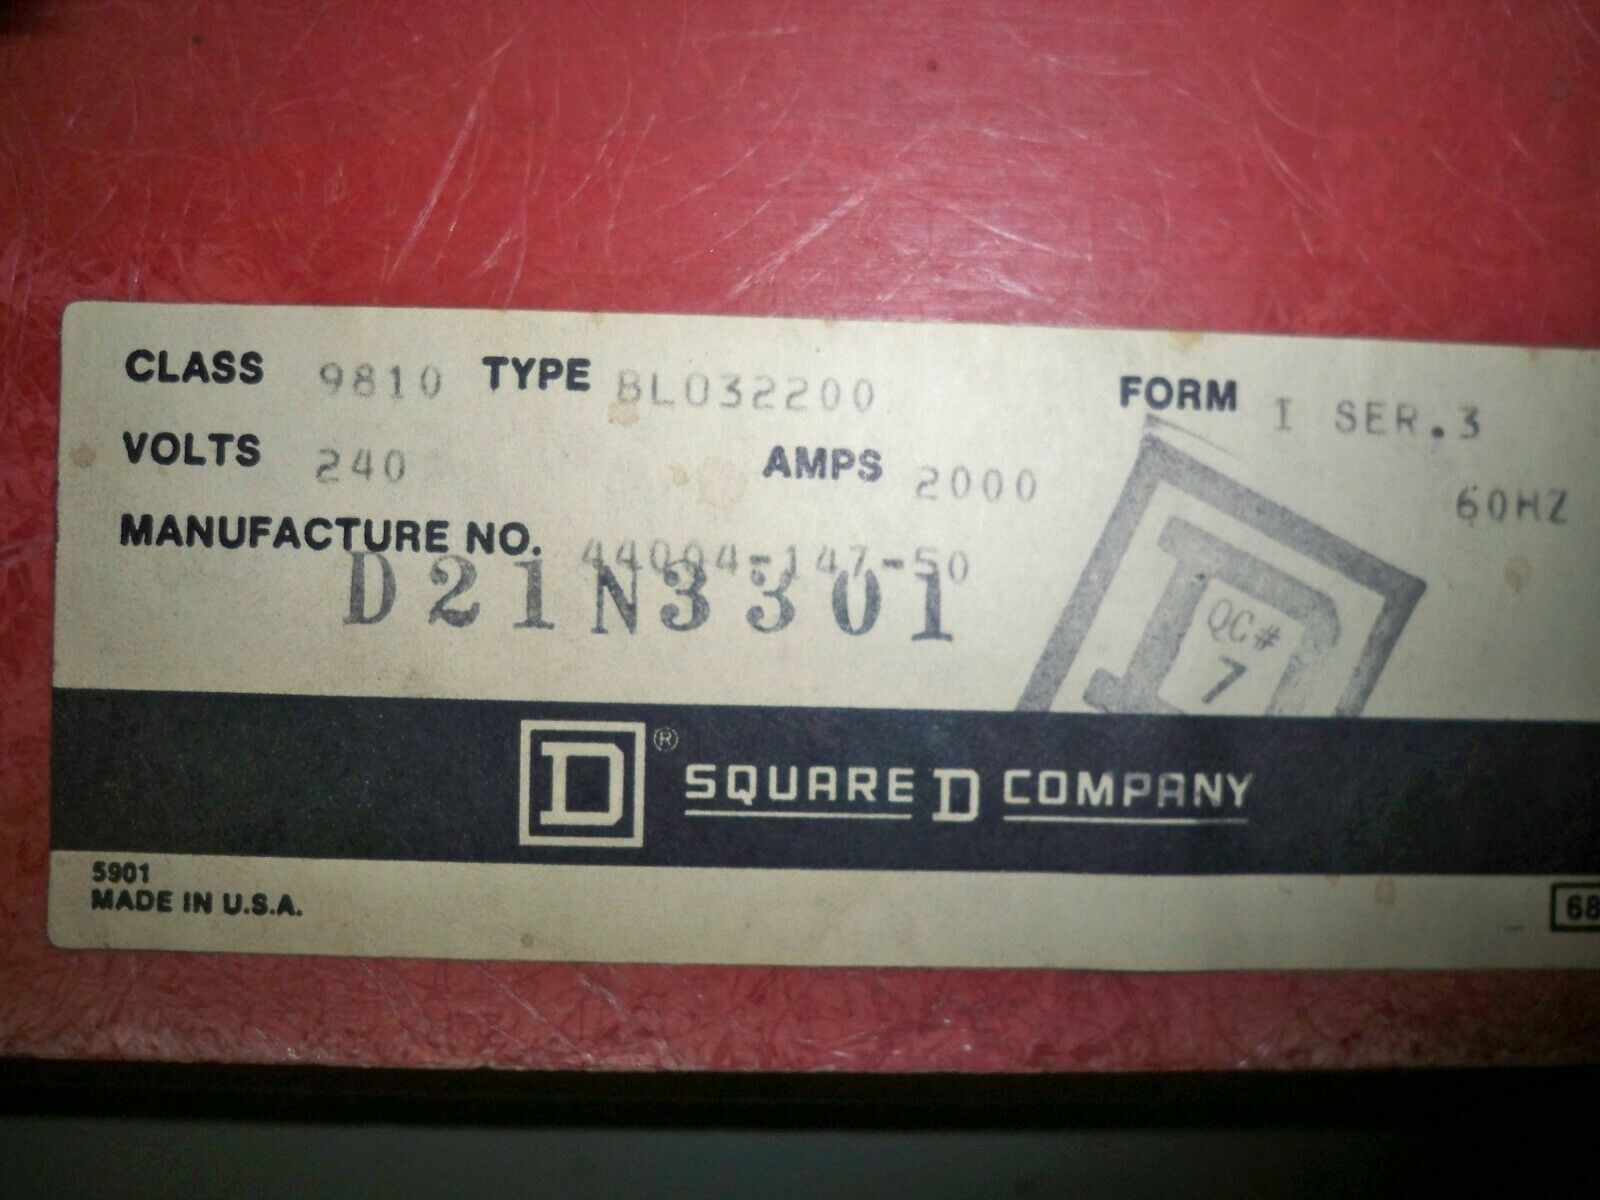 CLASS 9810 TYPE BL032200 FORM I SER.3
VOLTS 240 AMPS 2000 60HZ
MANUFACTURE NO. 44004-147-50
D21N3301
QC#
7
D® SQUARE D COMPANY
5901
MADE IN U.S.A.
68